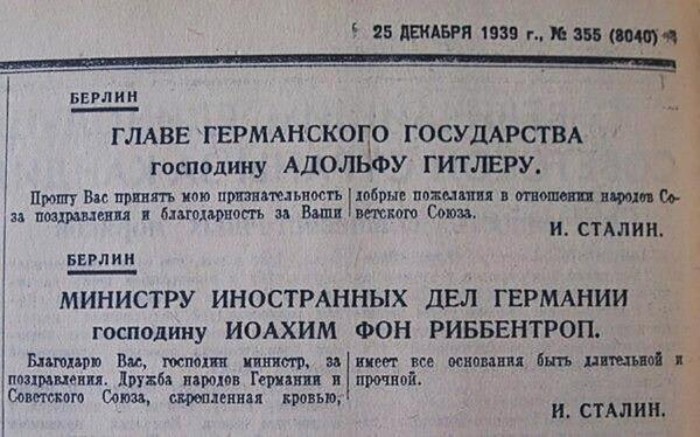 25 ДЕКАБРЯ 1939 г., № 355 (8040)
БЕРЛИН
ГЛАВЕ ГЕРМАНСКОГО ГОСУДАРСТВА
господину АДОЛЬФУ ГИТЛЕРУ.
Прошу Вас принять мою признательность
за поздравления и благодарность за Ваши
добрые пожелания в отношении народов Со-
ветского Союза.
И. СТАЛИН.
БЕРЛИН
МИНИСТРУ ИНОСТРАННЫХ ДЕЛ ГЕРМАНИИ
господину ИОАХИМ ФОН РИББЕНТРОП.
Благодарю Вас, господин министр, за
поздравления. Дружба народов Германии и
Советского Союза, скрепленная кровью,
имеет все основания быть длительной и
прочной.
И. СТАЛИН.